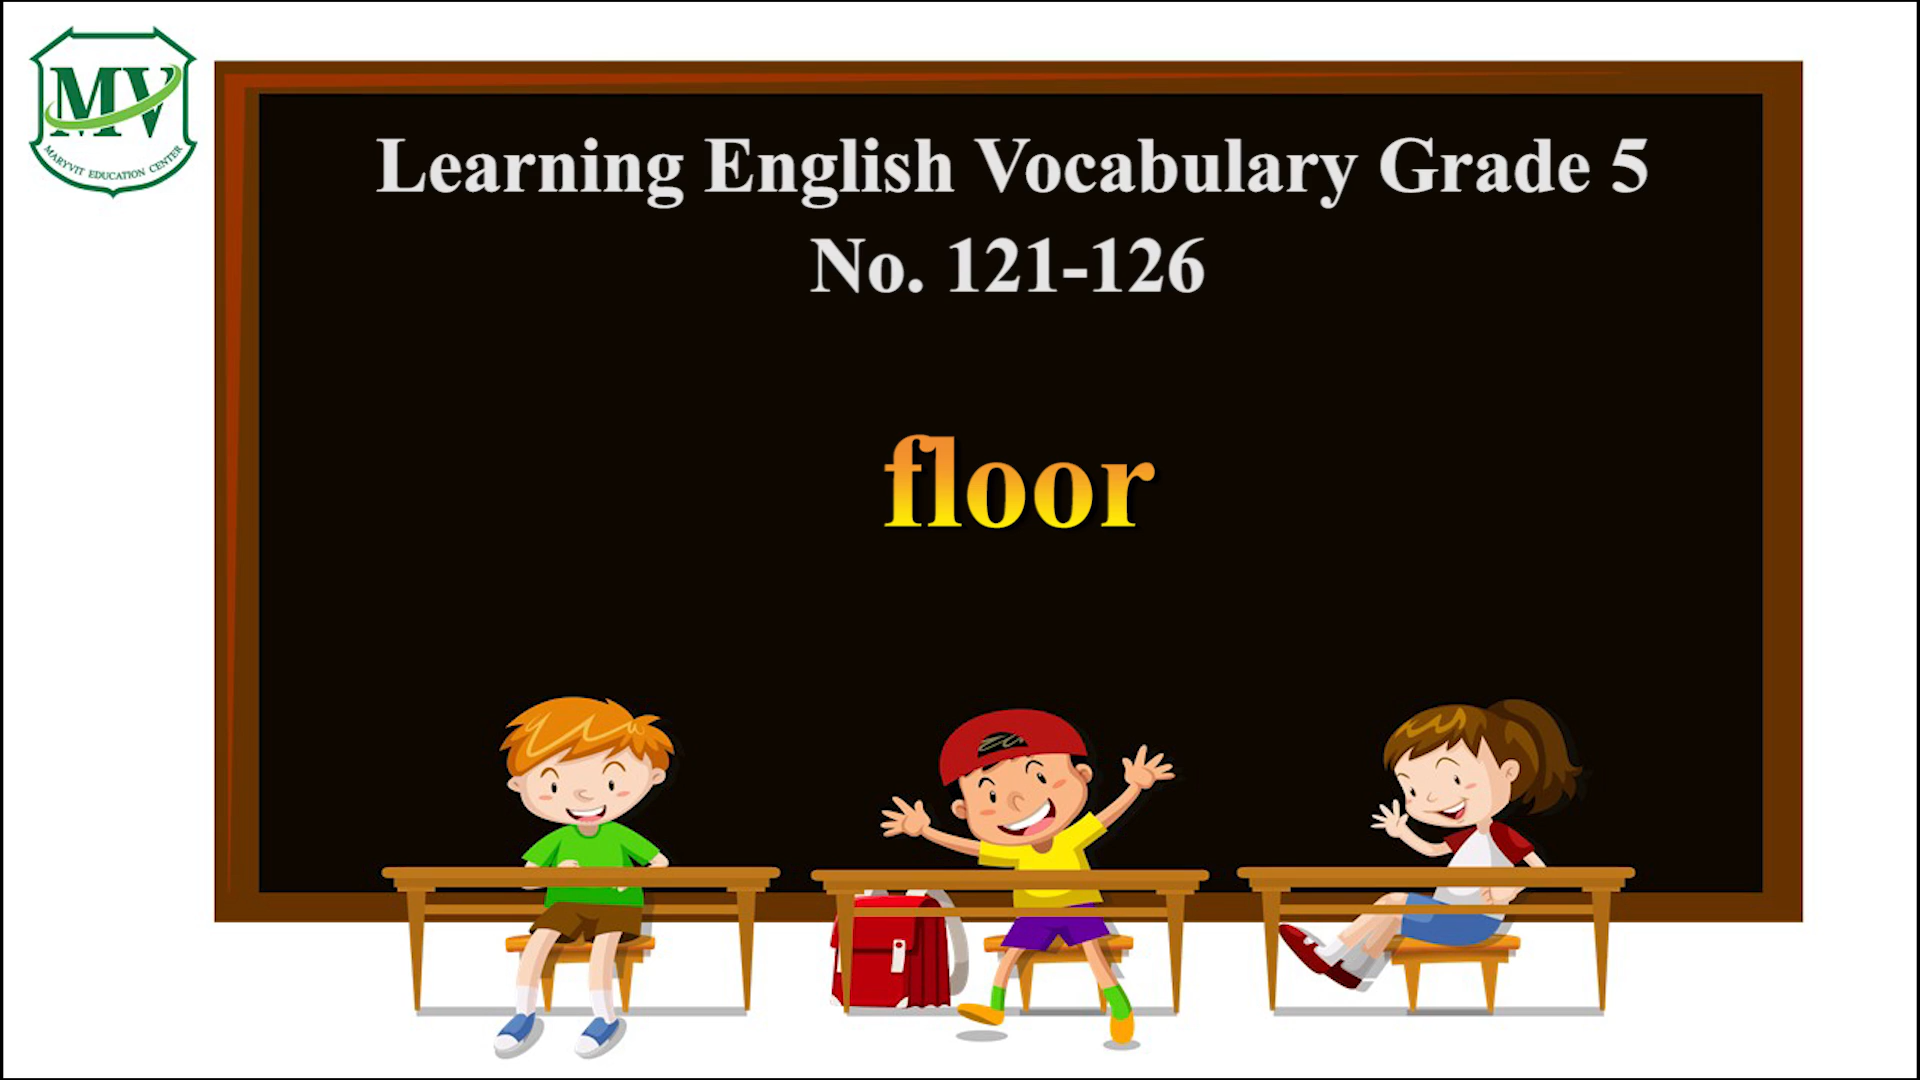 MV
MARYVIT EDUCATION CENTER
Learning English Vocabulary Grade 5
No. 121-126
floor